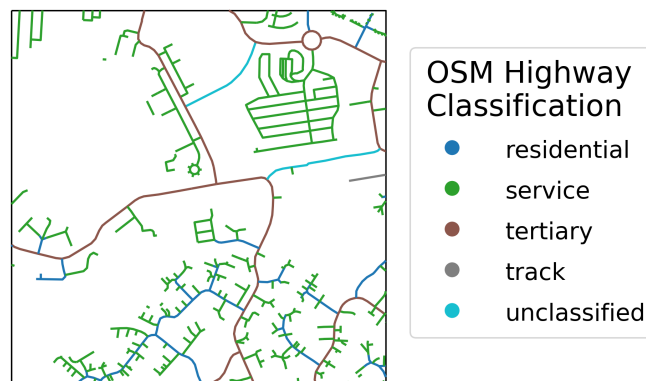 OSM Highway
Classification
residential
service
tertiary
track
unclassified